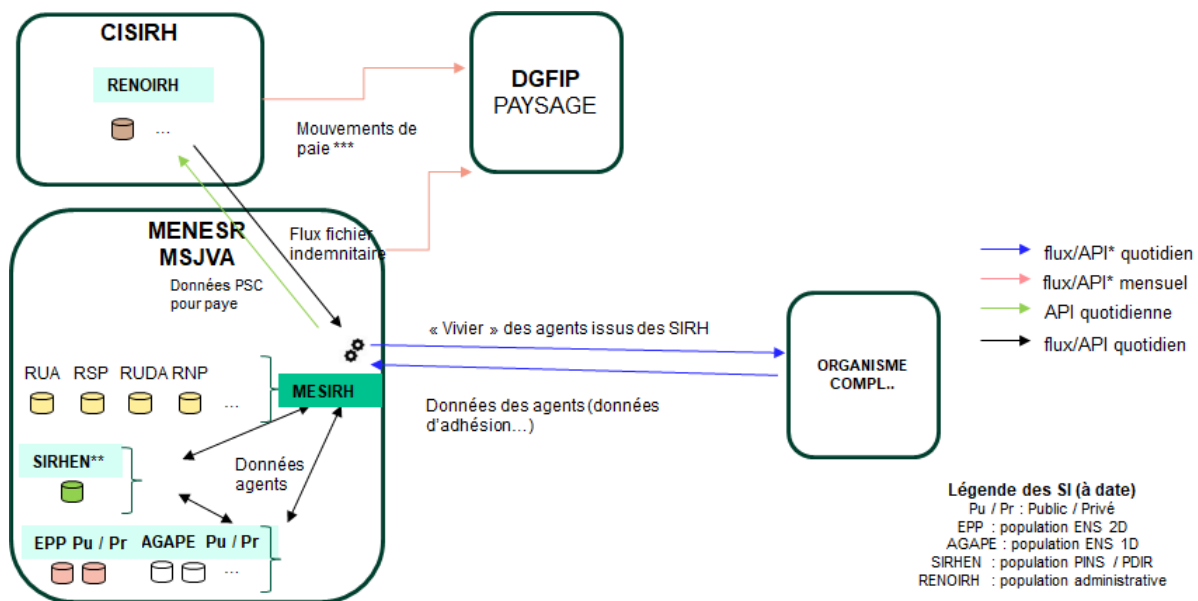 CISIRH
RENOIRH
...
DGFIP
PAYSAGE
Mouvements de
paie ***
MENESR
MSJVA
Flux fichier
indemnitaire
Données PSC
pour paye
flux/API* quotidien
flux/API* mensuel
API quotidienne
flux/API quotidien
« Vivier » des agents issus des SIRH
RUA RSP RUDA RNP
...
MESIRH
ORGANISME
COMPL..
Données des agents (données
d'adhésion…)
SIRHEN**
Données
agents
EPP Pu / Pr AGAPE Pu / Pr
...
Légende des SI (à date)
Pu / Pr : Public / Privé
EPP : population ENS 2D
AGAPE : population ENS 1D
SIRHEN : population PINS / PDIR
RENOIRH : population administrative